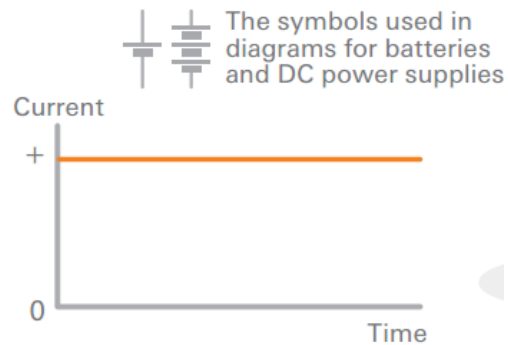 The symbols used in
diagrams for batteries
and DC power supplies
Current
+
0
Time